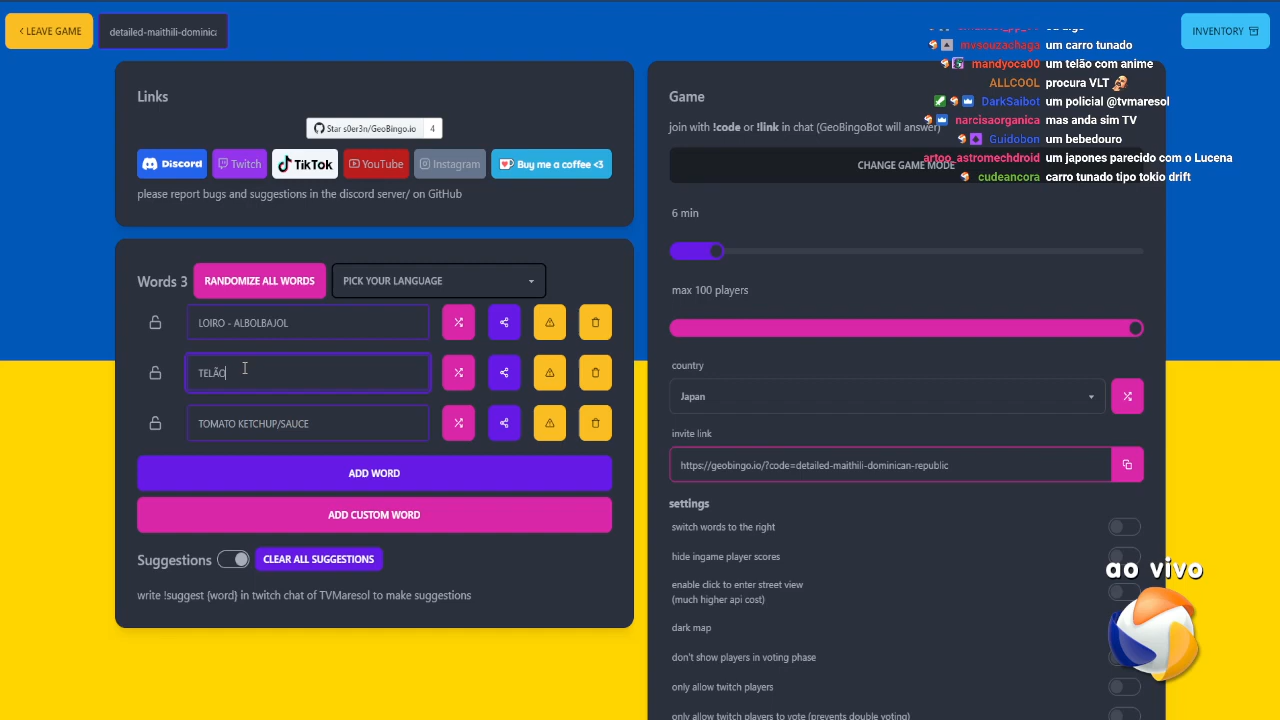 LEAVE GAME
detailed-maithili-dominica
INVENTORY
um carro tunado
mvsouzachaga
mandyoca00 um telão com anime
ALLCOOL procura VLT
DarkSaibot um policial @tvmaresol
narcisaorganica mas anda sim TV
Guidobon um bebedouro
artoo_astromechdroid um japones parecido com o Lucena
cudeancora carro tunado tipo tokio drift
Links
Star s0er3n/GeoBingo.io 4
Discord
Twitch
TikTok
YouTube
Instagram
Buy me a coffee <3
please report bugs and suggestions in the discord server/ on GitHub
Words 3
RANDOMIZE ALL WORDS
PICK YOUR LANGUAGE
LOIRO - ALBOLBAJOL
TELÃO
TOMATO KETCHUP/SAUCE
ADD WORD
ADD CUSTOM WORD
Suggestions
CLEAR ALL SUGGESTIONS
write !suggest {word} in twitch chat of TVMaresol to make suggestions
Game
join with !code or !link in chat (GeoBingoBot will answer)
CHANGE GAME MODE
6 min
max 100 players
country
Japan
invite link
https://geobingo.io/?code=detailed-maithili-dominican-republic
settings
switch words to the right
hide ingame player scores
enable click to enter street view
(much higher api cost)
dark map
don't show players in voting phase
only allow twitch players
only allow twitch players to vote (prevents double voting)
ao vivo